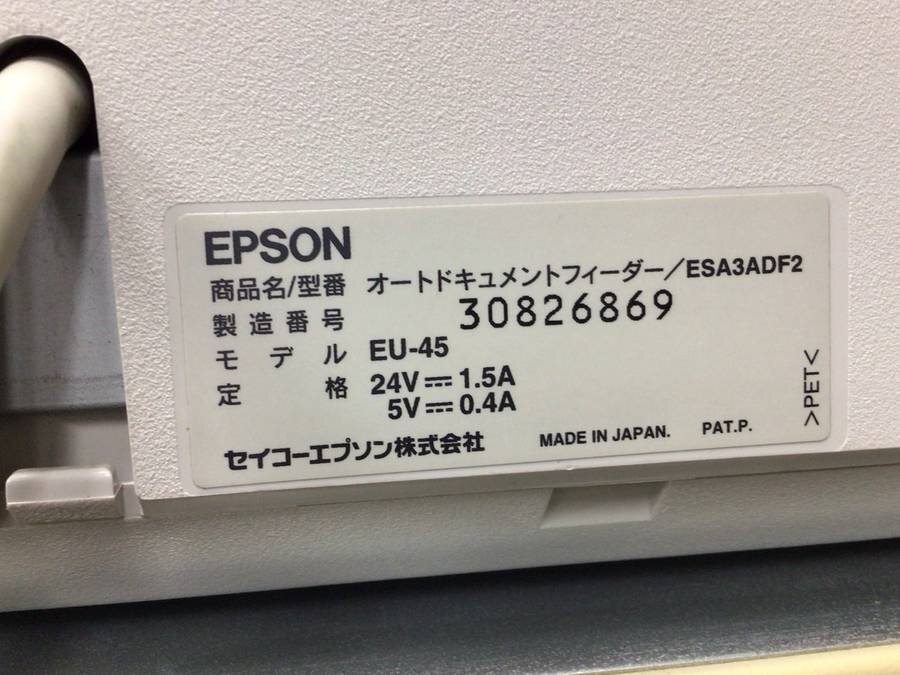 EPSON
商品名/型番 オートドキュメントフィーダー/ESA3ADF2
製造番号 30826869
モデル EU-45
定格 24V⎓1.5A
5V⎓0.4A
セイコーエプソン株式会社 MADE IN JAPAN. PAT.P.
>PET<